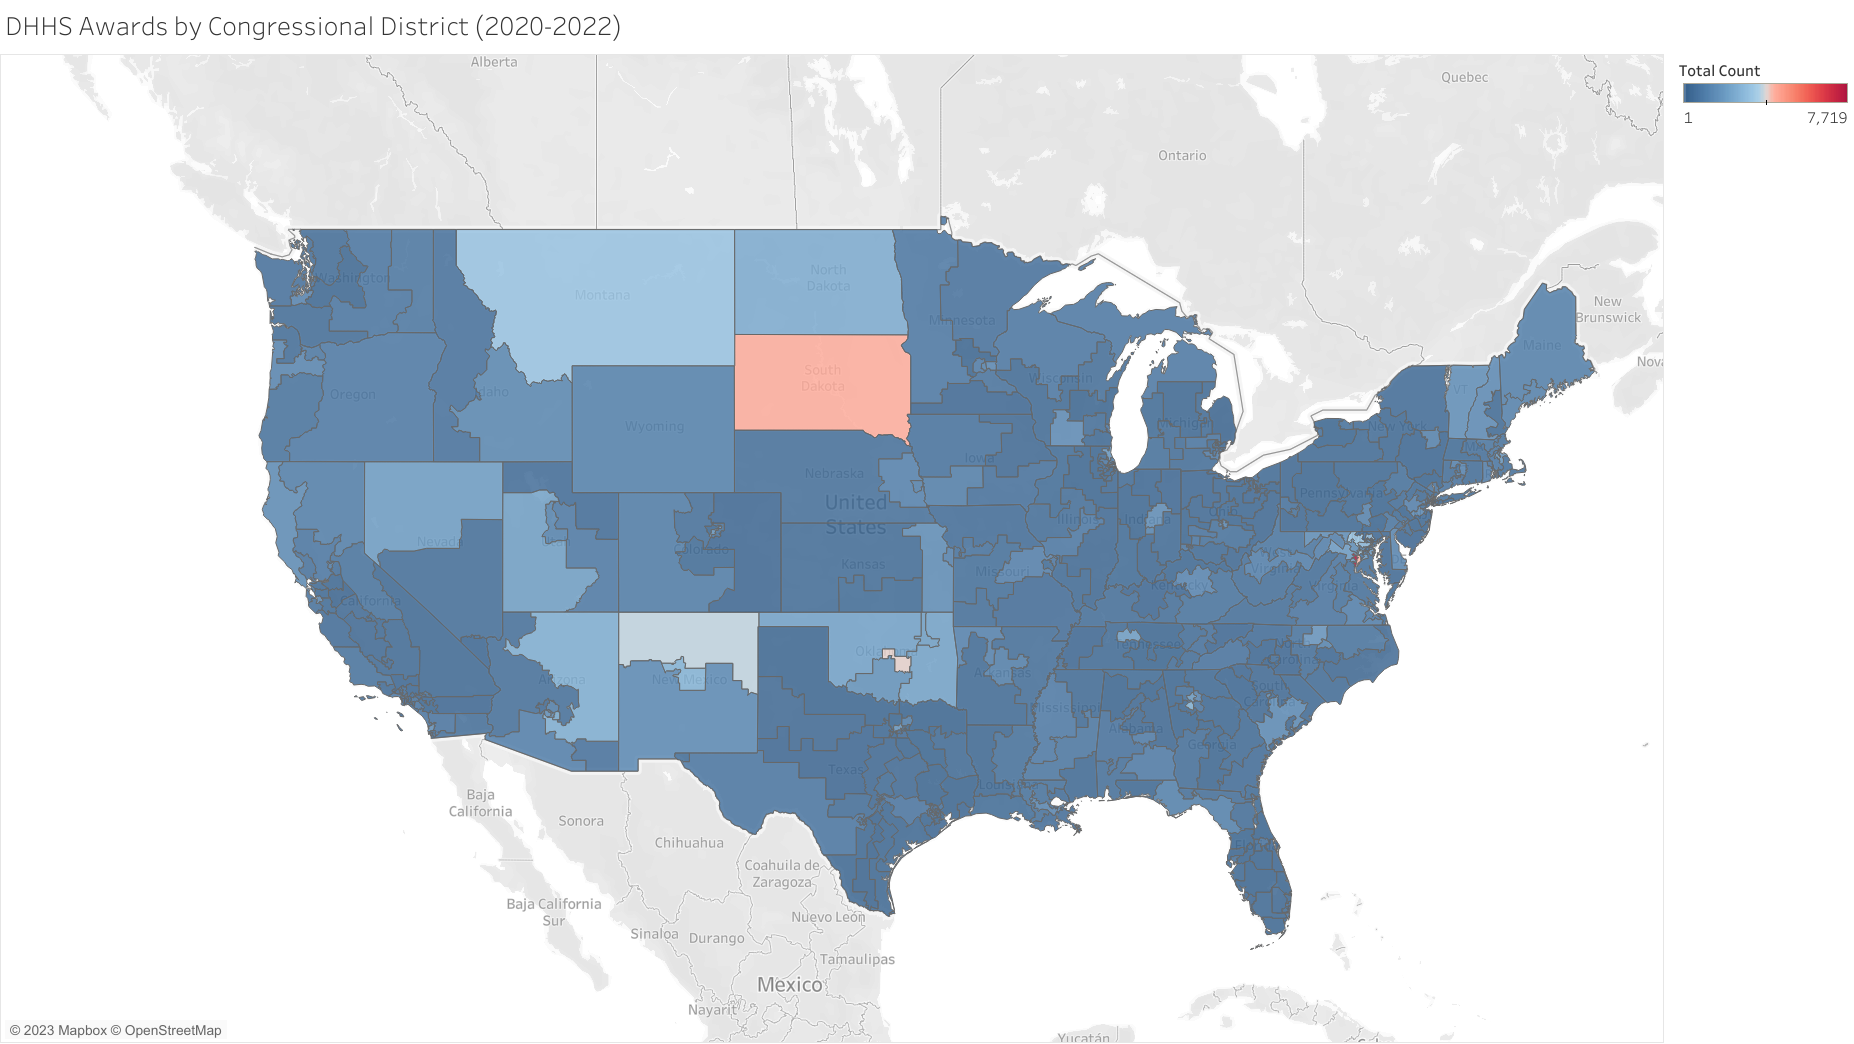 DHHS Awards by Congressional District (2020-2022)
Total Count
1
7,719
Alberta
Quebec
Ontario
New
Brunswick
Nova
Washington
Montana
North
Dakota
Minnesota
South
Dakota
Maine
Oregon
Idaho
Wyoming
Wisconsin
VT
Michigan
New York
Iowa
Nebraska
United
States
Pennsylvania
Illinois
Indiana
Ohio
Nevada
Colorado
Kansas
Missouri
West
Virginia
Kentucky
Virginia
California
Oklahoma
Tennessee
North
Carolina
Arizona
New Mexico
Arkansas
South
Carolina
Mississippi
Alabama
Georgia
Texas
Louisiana
Florida
Baja
California
Sonora
Chihuahua
Coahuila de
Zaragoza
Baja California
Sur
Nuevo León
Sinaloa
Durango
Tamaulipas
Mexico
Nayarit
Yucatán
© 2023 Mapbox © OpenStreetMap